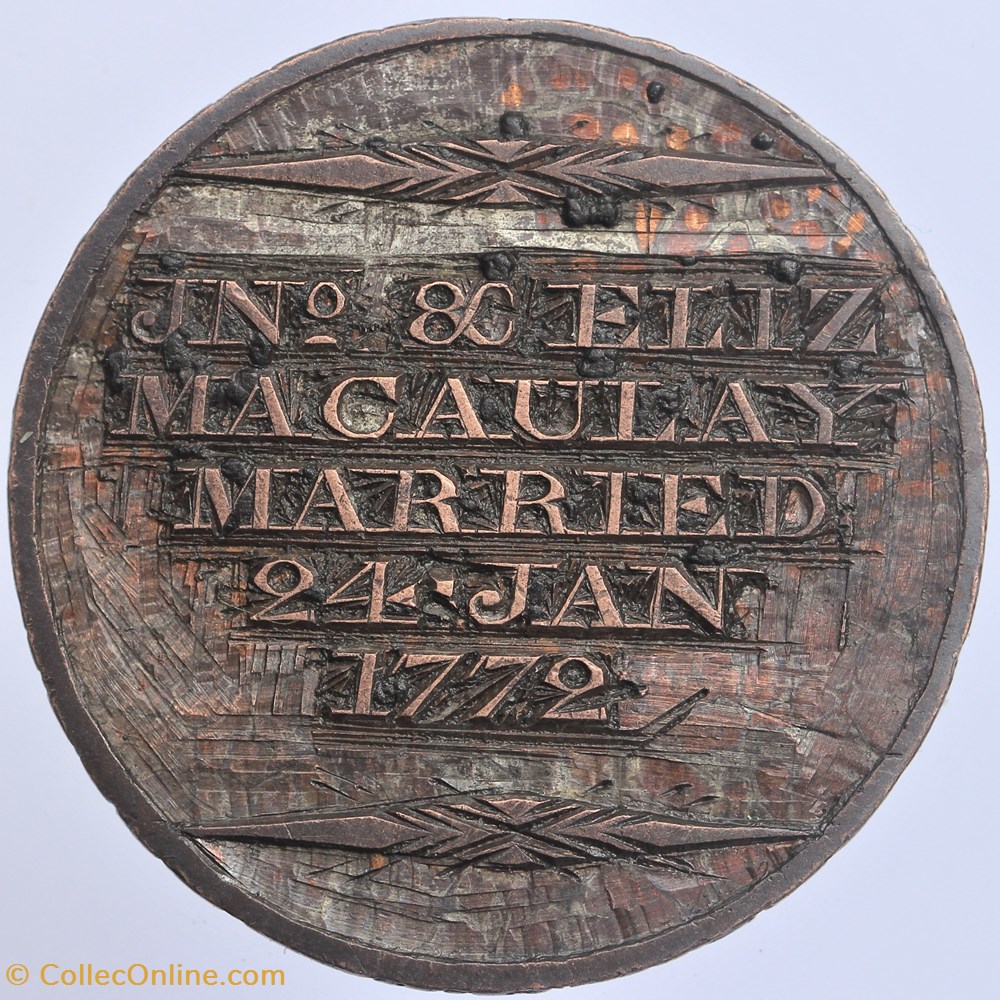 JNº & ELIZ
MACAULAY
MARRIED
24 JAN
1772
© CollecOnline.com